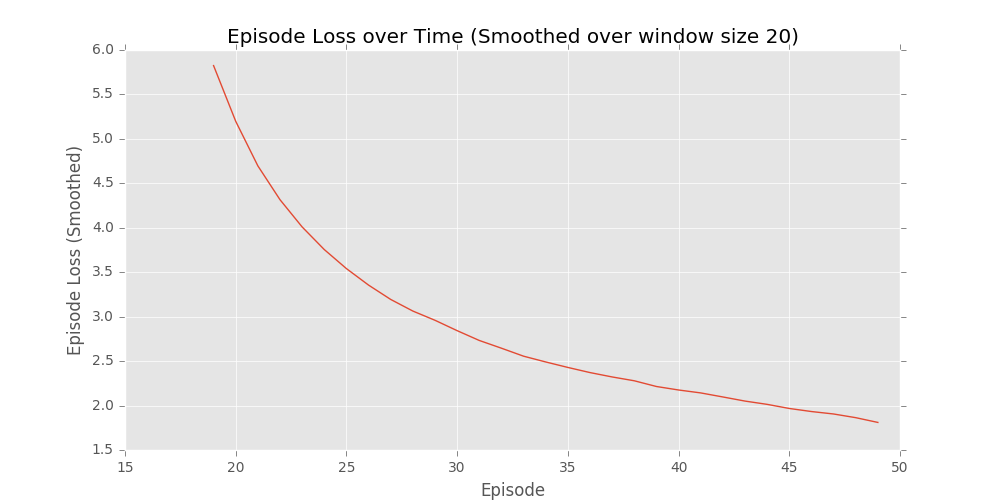 Episode Loss over Time (Smoothed over window size 20)
6.0
5.5
5.0
4.5
4.0
3.5
3.0
2.5
2.0
1.5
Episode Loss (Smoothed)
15 20 25 30 35 40 45 50
Episode